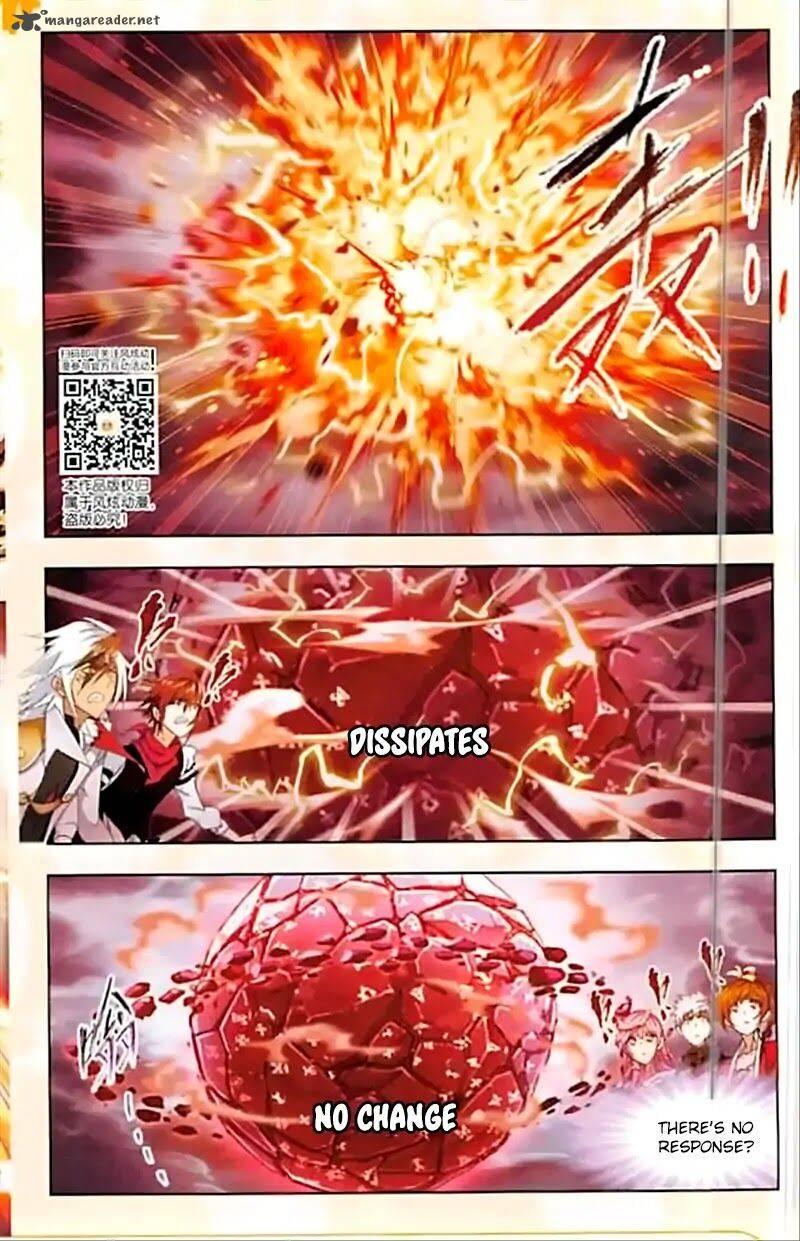 mangareader.net
轰!!
扫码即可关注风炫动漫参与官方互动活动!
本作品版权归
属于风炫动漫,
盗版必究!
DISSIPATES
嗡
NO CHANGE
THERE'S NO
RESPONSE?